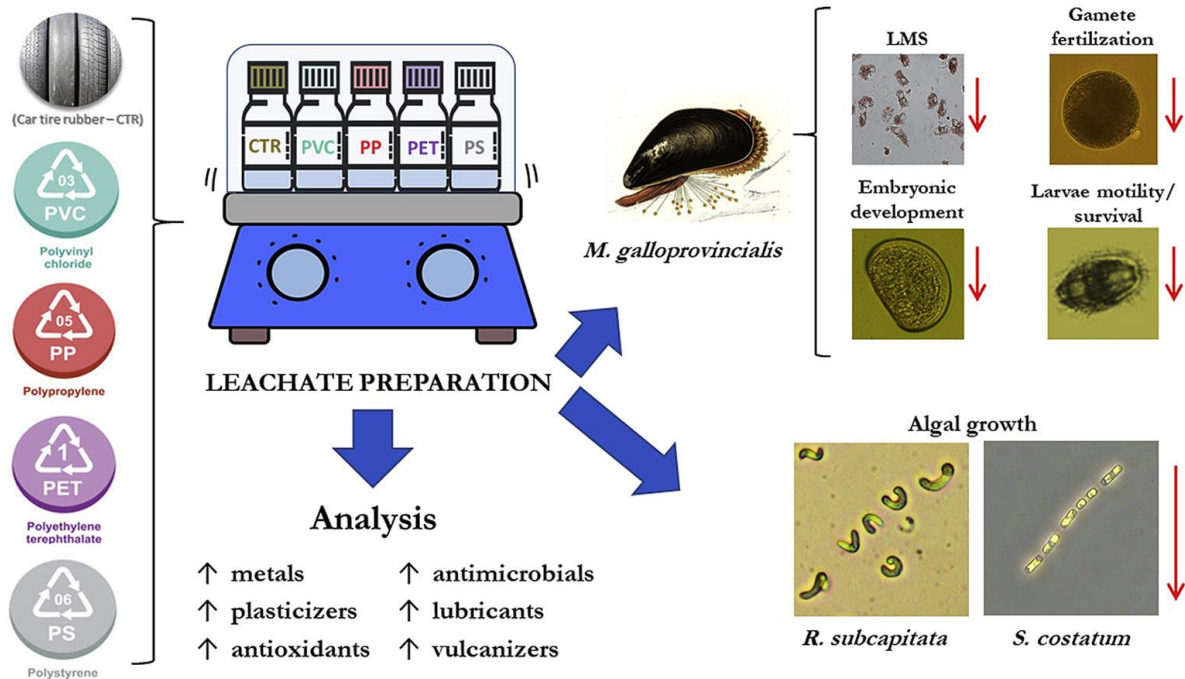 (Car tire rubber – CTR)
03
PVC
Polyvinyl
chloride
05
PP
Polypropylene
1
PET
Polyethylene
terephthalate
06
PS
Polystyrene
CTR
PVC
PP
PET
PS
LEACHATE PREPARATION
Analysis
↑ metals
↑ plasticizers
↑ antioxidants
↑ antimicrobials
↑ lubricants
↑ vulcanizers
M. galloprovincialis
LMS
Gamete
fertilization
Embryonic
development
Larvae motility/
survival
Algal growth
R. subcapitata
S. costatum